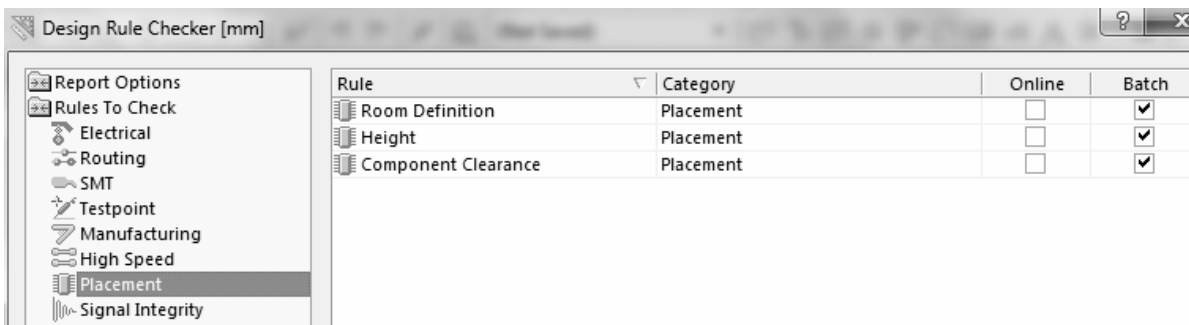 Design Rule Checker [mm]
Report Options
Rules To Check
Electrical
Routing
SMT
Testpoint
Manufacturing
High Speed
Placement
Signal Integrity
Rule Category Online Batch
Room Definition Placement
Height Placement
Component Clearance Placement